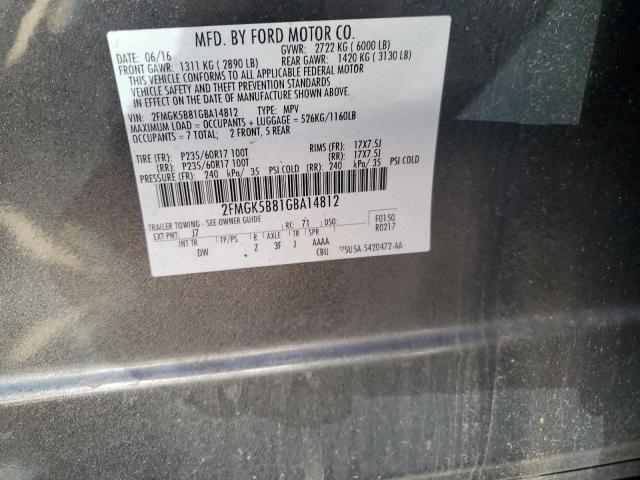 MFD. BY FORD MOTOR CO.
DATE: 06/16 GVWR: 2722 KG ( 6000 LB)
FRONT GAWR: 1311 KG ( 2890 LB) REAR GAWR: 1420 KG ( 3130 LB)
THIS VEHICLE CONFORMS TO ALL APPLICABLE FEDERAL MOTOR
VEHICLE SAFETY AND THEFT PREVENTION STANDARDS
IN EFFECT ON THE DATE OF MANUFACTURE SHOWN ABOVE.
VIN: 2FMGK5B81GBA14812 TYPE: MPV
MAXIMUM LOAD = OCCUPANTS + LUGGAGE = 526KG/1160LB
OCCUPANTS = 7 TOTAL; 2 FRONT, 5 REAR
TIRE (FR): P235/60R17 100T RIMS (FR): 17X7.5J
(RR): P235/60R17 100T (RR): 17X7.5J
PRESSURE (FR): 240 kPa/ 35 PSI COLD (RR): 240 kPa/ 35 PSI COLD
2FMGK5B81GBA14812
TRAILER TOWING - SEE OWNER GUIDE
EXT PNT: J7 RC: 71 DSO: F0150
INT TR TP/PS B AXLE TR SPR R0217
DW Z 3F J AAAA
CBU ▽5U5A-5420472-AA